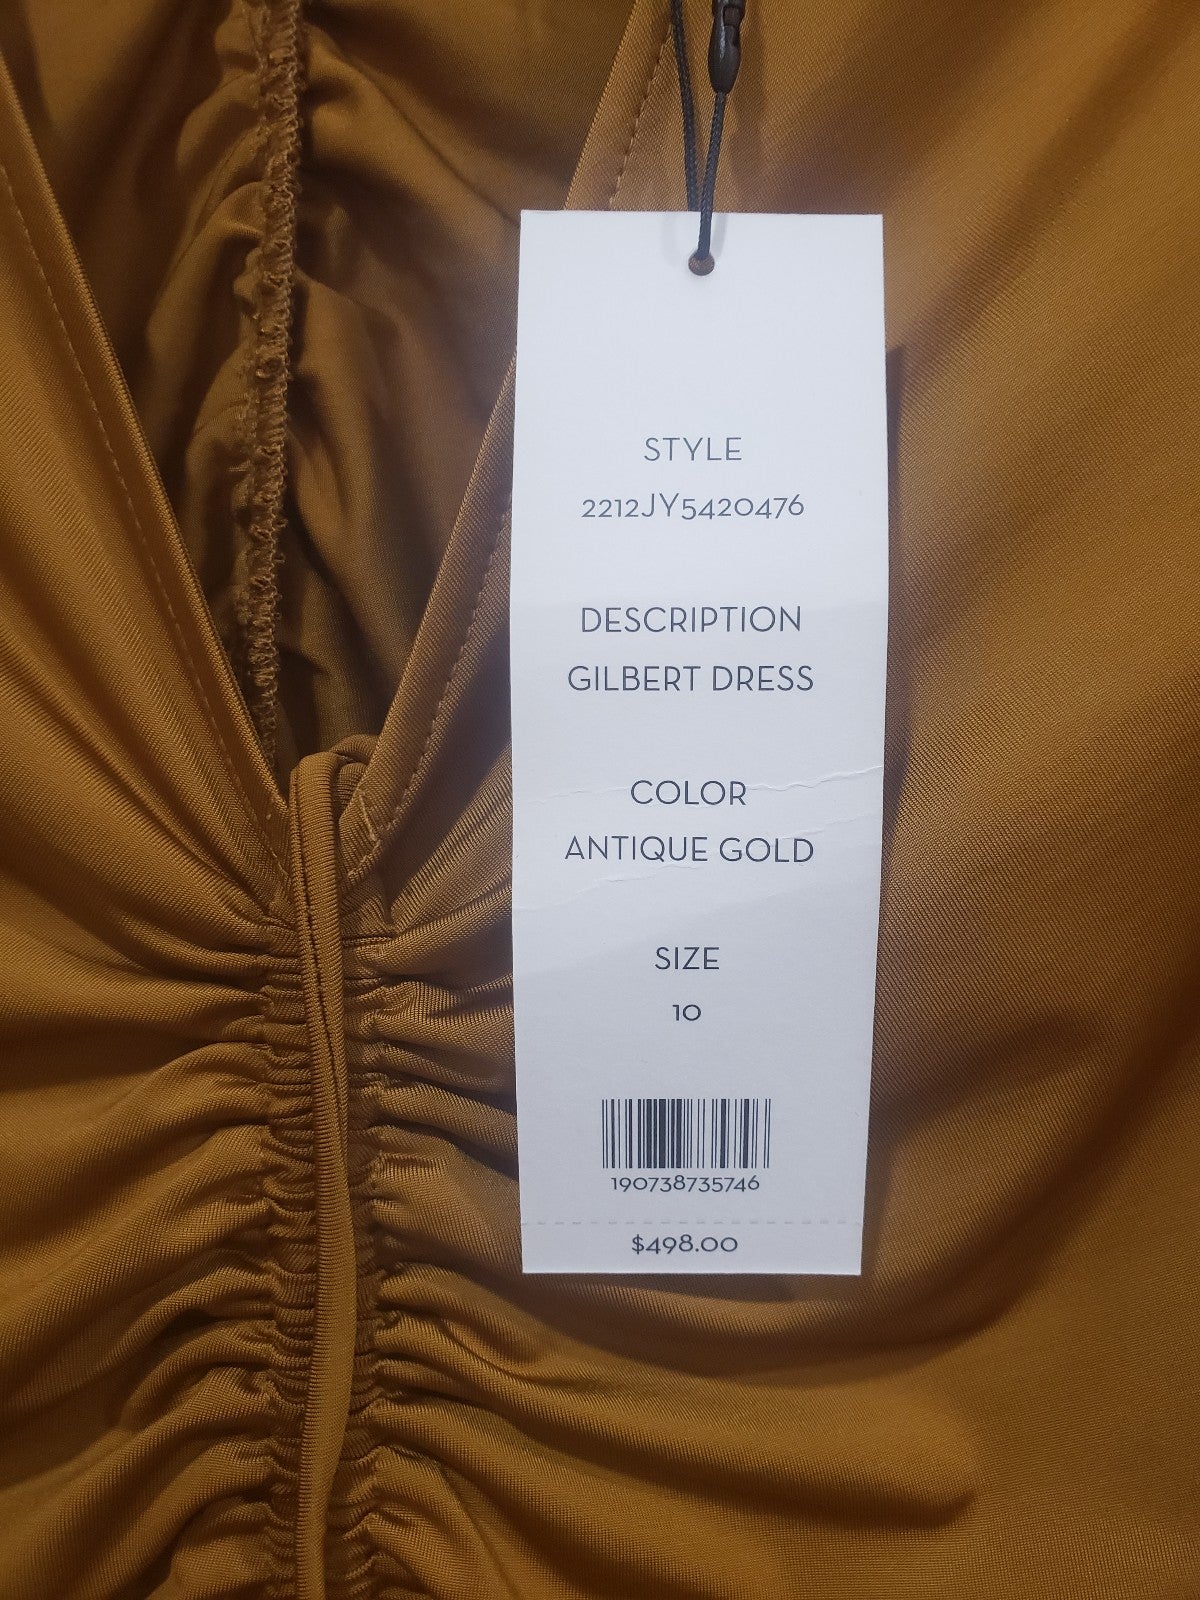 STYLE
2212JY5420476
DESCRIPTION
GILBERT DRESS
COLOR
ANTIQUE GOLD
SIZE
10
190738735746
$498.00